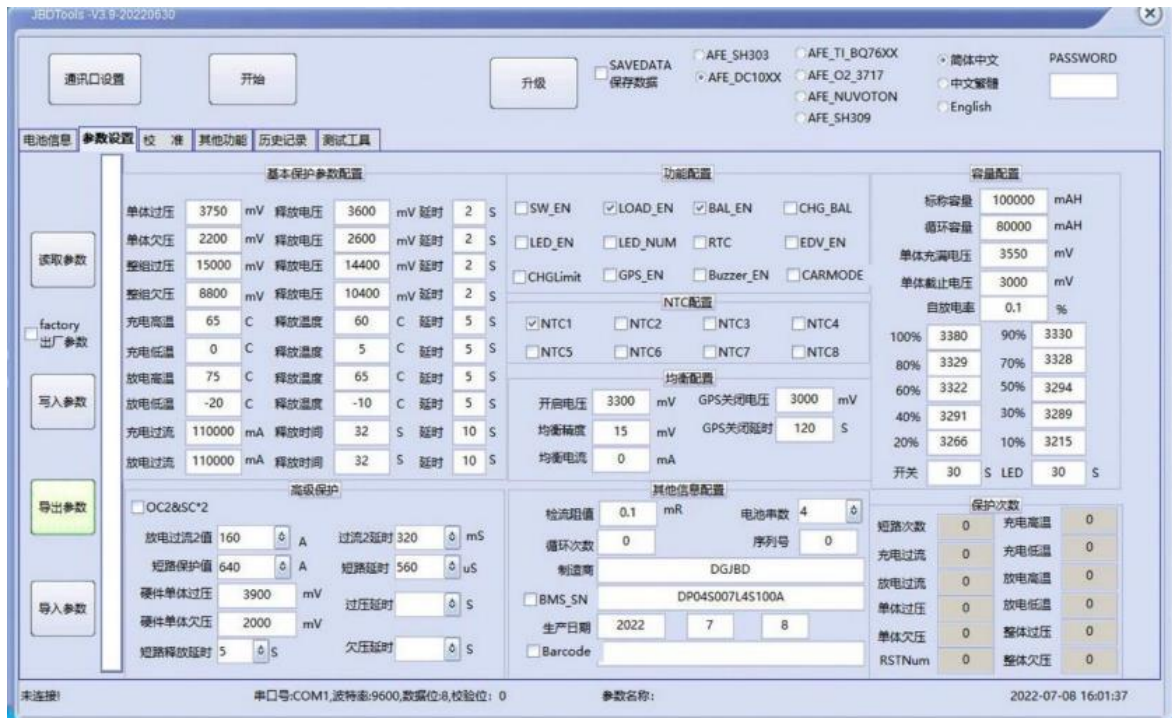 JBDTools -V3.9-20220630
通讯口设置
开始
升级
SAVEDATA
保存数据
AFE_SH303
AFE_DC10XX
AFE_TI_BQ76XX
AFE_O2_3717
AFE_NUVOTON
AFE_SH309
简体中文
中文繁體
English
PASSWORD
电池信息 参数设置 校 准 其他功能 历史记录 测试工具
读取参数
factory
出厂参数
写入参数
导出参数
导入参数
基本保护参数配置
单体过压 3750 mV 释放电压 3600 mV 延时 2 S
单体欠压 2200 mV 释放电压 2600 mV 延时 2 S
整组过压 15000 mV 释放电压 14400 mV 延时 2 S
整组欠压 8800 mV 释放电压 10400 mV 延时 2 S
充电高温 65 C 释放温度 60 C 延时 5 S
充电低温 0 C 释放温度 5 C 延时 5 S
放电高温 75 C 释放温度 65 C 延时 5 S
放电低温 -20 C 释放温度 -10 C 延时 5 S
充电过流 110000 mA 释放时间 32 S 延时 10 S
放电过流 110000 mA 释放时间 32 S 延时 10 S
高级保护
OC2&SC*2
放电过流2值 160 A 过流2延时 320 mS
短路保护值 640 A 短路延时 560 uS
硬件单体过压 3900 mV 过压延时 S
硬件单体欠压 2000 mV
短路释放延时 5 S 欠压延时 S
功能配置
SW_EN LOAD_EN BAL_EN CHG_BAL
LED_EN LED_NUM RTC EDV_EN
CHGLimit GPS_EN Buzzer_EN CARMODE
NTC配置
NTC1 NTC2 NTC3 NTC4
NTC5 NTC6 NTC7 NTC8
均衡配置
开启电压 3300 mV GPS关闭电压 3000 mV
均衡精度 15 mV GPS关闭延时 120 S
均衡电流 0 mA
其他信息配置
检流阻值 0.1 mR 电池串数 4
循环次数 0 序列号 0
制造商 DGJBD
BMS_SN DP04S007L4S100A
生产日期 2022 7 8
Barcode
容量配置
标称容量 100000 mAH
循环容量 80000 mAH
单体充满电压 3550 mV
单体截止电压 3000 mV
自放电率 0.1 %
100% 3380 90% 3330
80% 3329 70% 3328
60% 3322 50% 3294
40% 3291 30% 3289
20% 3266 10% 3215
开关 30 S LED 30 S
保护次数
短路次数 0 充电高温 0
充电过流 0 充电低温 0
放电过流 0 放电高温 0
单体过压 0 放电低温 0
单体欠压 0 整体过压 0
RSTNum 0 整体欠压 0
未连接! 串口号:COM1,波特率:9600,数据位:8,校验位: 0 参数名称: 2022-07-08 16:01:37